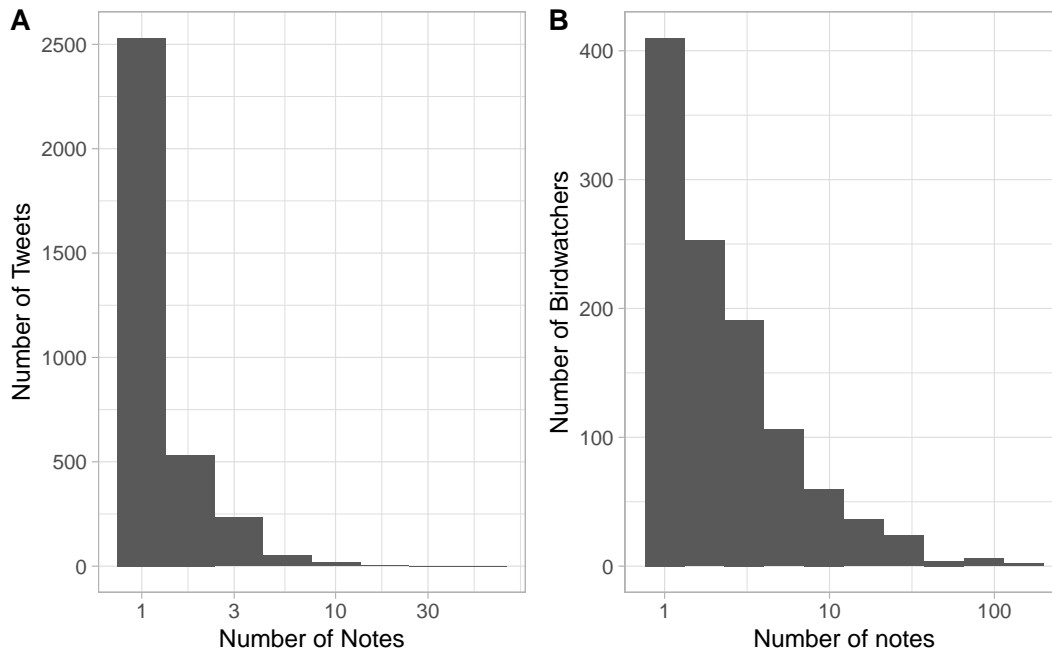 A
Number of Tweets
2500
2000
1500
1000
500
0
1 3 10 30
Number of Notes
B
Number of Birdwatchers
400
300
200
100
0
1 10 100
Number of notes